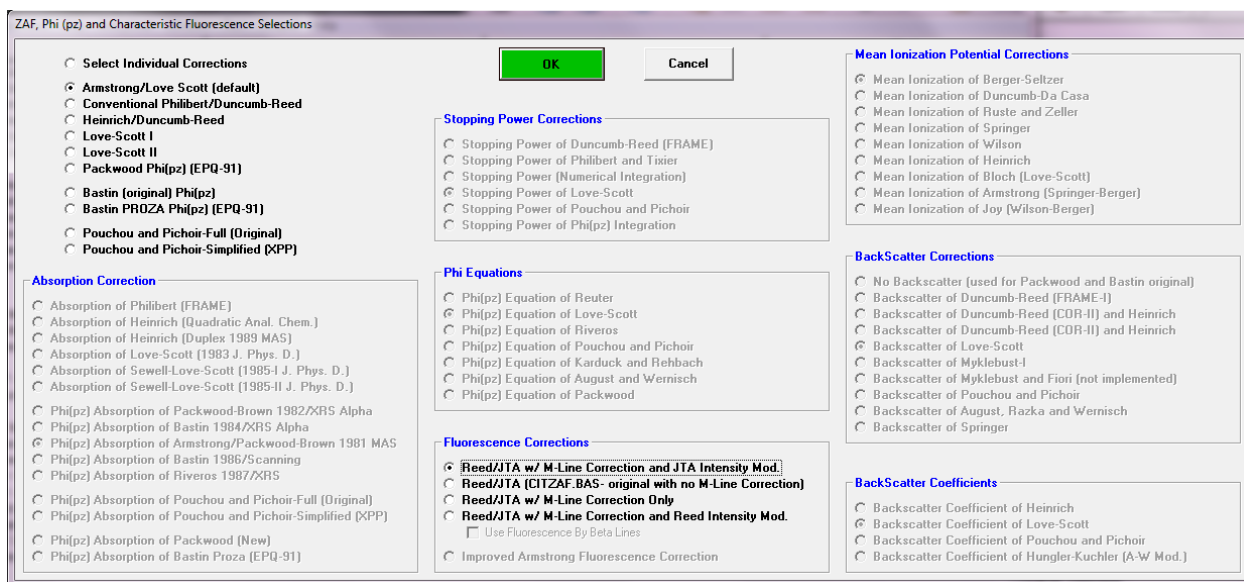 ZAF, Phi (pz) and Characteristic Fluorescence Selections
Select Individual Corrections
Armstrong/Love Scott (default)
Conventional Philibert/Duncumb-Reed
Heinrich/Duncumb-Reed
Love-Scott I
Love-Scott II
Packwood Phi(pz) (EPQ-91)
Bastin (original) Phi(pz)
Bastin PROZA Phi(pz) (EPQ-91)
Pouchou and Pichoir-Full (Original)
Pouchou and Pichoir-Simplified (XPP)
Absorption Correction
Absorption of Philibert (FRAME)
Absorption of Heinrich (Quadratic Anal. Chem.)
Absorption of Heinrich (Duplex 1989 MAS)
Absorption of Love-Scott (1983 J. Phys. D.)
Absorption of Sewell-Love-Scott (1985-I J. Phys. D.)
Absorption of Sewell-Love-Scott (1985-II J. Phys. D.)
Phi(pz) Absorption of Packwood-Brown 1982/XRS Alpha
Phi(pz) Absorption of Bastin 1984/XRS Alpha
Phi(pz) Absorption of Armstrong/Packwood-Brown 1981 MAS
Phi(pz) Absorption of Bastin 1986/Scanning
Phi(pz) Absorption of Riveros 1987/XRS
Phi(pz) Absorption of Pouchou and Pichoir-Full (Original)
Phi(pz) Absorption of Pouchou and Pichoir-Simplified (XPP)
Phi(pz) Absorption of Packwood (New)
Phi(pz) Absorption of Bastin Proza (EPQ-91)
OK
Cancel
Stopping Power Corrections
Stopping Power of Duncumb-Reed (FRAME)
Stopping Power of Philibert and Tixier
Stopping Power (Numerical Integration)
Stopping Power of Love-Scott
Stopping Power of Pouchou and Pichoir
Stopping Power of Phi(pz) Integration
Phi Equations
Phi(pz) Equation of Reuter
Phi(pz) Equation of Love-Scott
Phi(pz) Equation of Riveros
Phi(pz) Equation of Pouchou and Pichoir
Phi(pz) Equation of Karduck and Rehbach
Phi(pz) Equation of August and Wernisch
Phi(pz) Equation of Packwood
Fluorescence Corrections
Reed/JTA w/ M-Line Correction and JTA Intensity Mod.
Reed/JTA (CITZAF.BAS- original with no M-Line Correction)
Reed/JTA w/ M-Line Correction Only
Reed/JTA w/ M-Line Correction and Reed Intensity Mod.
Use Fluorescence By Beta Lines
Improved Armstrong Fluorescence Correction
Mean Ionization Potential Corrections
Mean Ionization of Berger-Seltzer
Mean Ionization of Duncumb-Da Casa
Mean Ionization of Ruste and Zeller
Mean Ionization of Springer
Mean Ionization of Wilson
Mean Ionization of Heinrich
Mean Ionization of Bloch (Love-Scott)
Mean Ionization of Armstrong (Springer-Berger)
Mean Ionization of Joy (Wilson-Berger)
BackScatter Corrections
No Backscatter (used for Packwood and Bastin original)
Backscatter of Duncumb-Reed (FRAME-I)
Backscatter of Duncumb-Reed (COR-II) and Heinrich
Backscatter of Duncumb-Reed (COR-II) and Heinrich
Backscatter of Love-Scott
Backscatter of Myklebust-I
Backscatter of Myklebust and Fiori (not implemented)
Backscatter of Pouchou and Pichoir
Backscatter of August, Razka and Wernisch
Backscatter of Springer
BackScatter Coefficients
Backscatter Coefficient of Heinrich
Backscatter Coefficient of Love-Scott
Backscatter Coefficient of Pouchou and Pichoir
Backscatter Coefficient of Hungler-Kuchler (A-W Mod.)